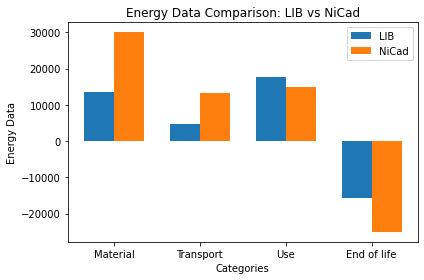 Energy Data Comparison: LIB vs NiCad
LIB
NiCad
30000
20000
10000
0
−10000
−20000
Energy Data
Material
Transport
Use
End of life
Categories